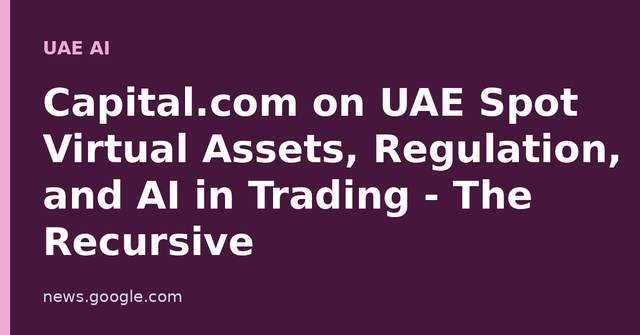 UAE AI
Capital.com on UAE Spot
Virtual Assets, Regulation,
and AI in Trading - The
Recursive
news.google.com